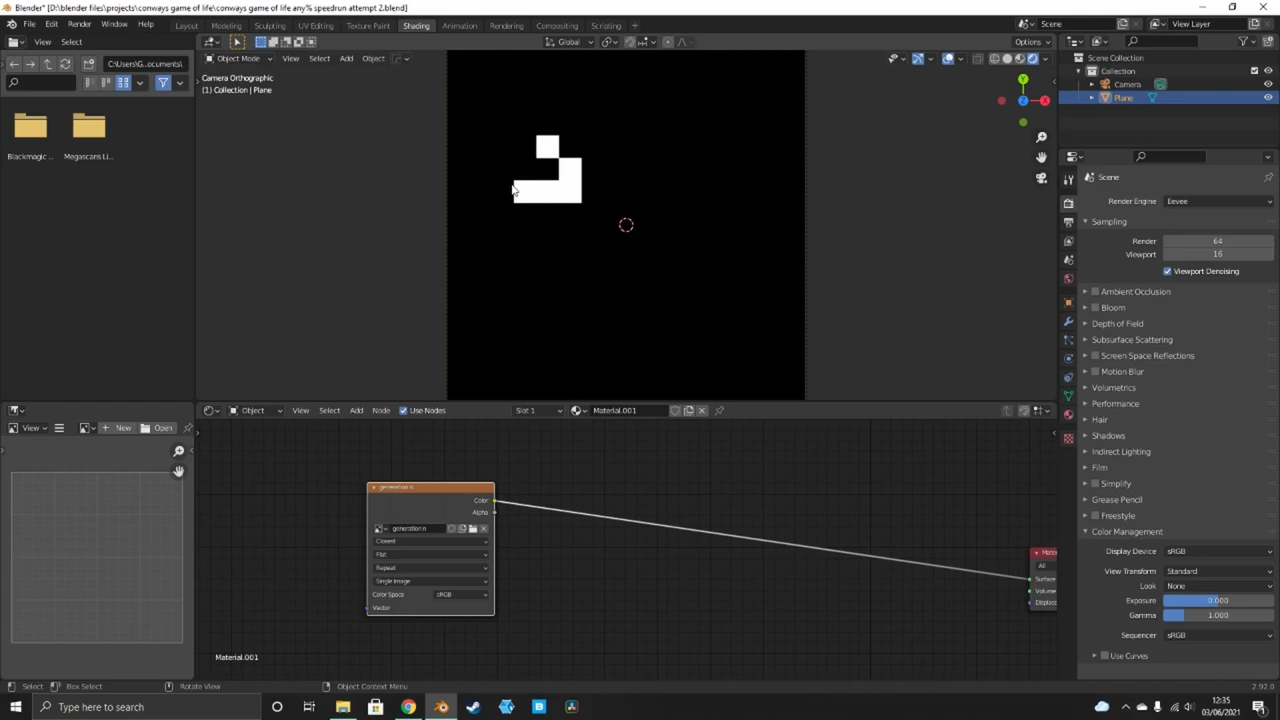 Blender* [D:\blender files\projects\conways game of life\conways game of life any% speedrun attempt 2.blend]
File Edit Render Window Help Layout Modeling Sculpting UV Editing Texture Paint Shading Animation Rendering Compositing Scripting + Scene View Layer
View Select Global Options
C:\Users\G..ocuments\ Object Mode View Select Add Object
Camera Orthographic
(1) Collection | Plane
Y
X
Z
Blackmagic ... Megascans Li...
Scene Collection
Collection
Camera
Plane
Scene
Render Engine Eevee
Sampling
Render 64
Viewport 16
Viewport Denoising
Ambient Occlusion
Bloom
Depth of Field
Subsurface Scattering
Screen Space Reflections
Motion Blur
Volumetrics
Performance
Hair
Shadows
Indirect Lighting
Film
Simplify
Grease Pencil
Freestyle
Color Management
Display Device sRGB
View Transform Standard
Look None
Exposure 0.000
Gamma 1.000
Sequencer sRGB
Use Curves
View New Open
Object View Select Add Node Use Nodes Slot 1 Material.001
generation n
Color
Alpha
generation n
Closest
Flat
Repeat
Single Image
Color Space sRGB
Vector
Mate
All
Surface
Volume
Displace
Material.001
Select Box Select Rotate View Object Context Menu 2.92.0
Type here to search
12:35
03/06/2021